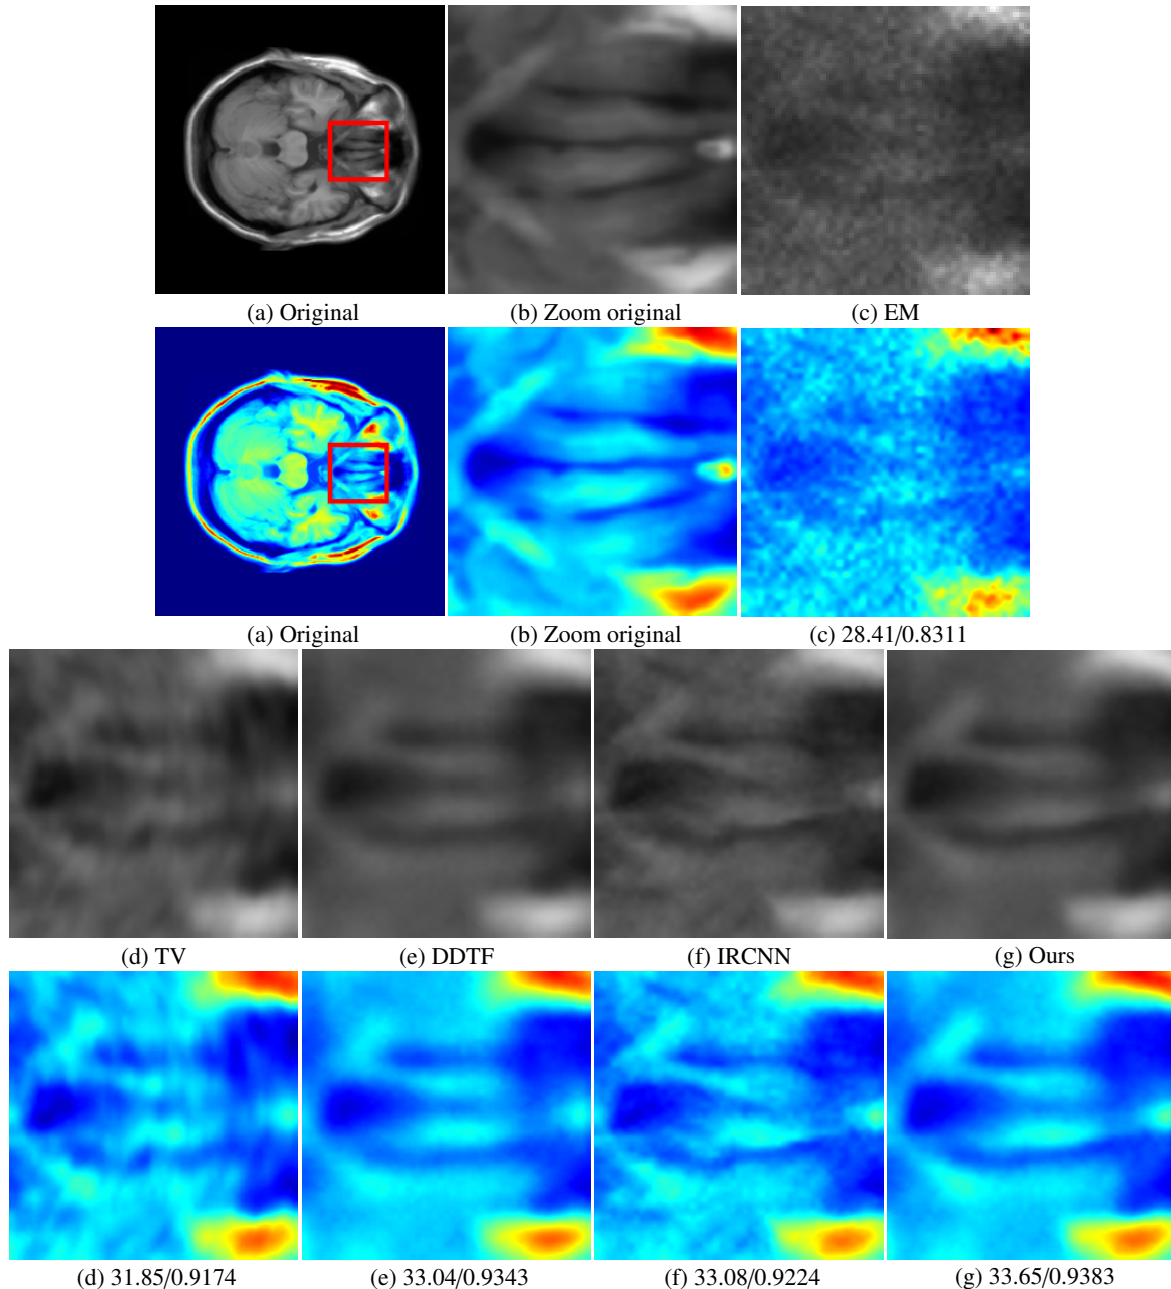 (a) Original
(b) Zoom original
(c) EM
(a) Original
(b) Zoom original
(c) 28.41/0.8311
(d) TV
(e) DDTF
(f) IRCNN
(g) Ours
(d) 31.85/0.9174
(e) 33.04/0.9343
(f) 33.08/0.9224
(g) 33.65/0.9383